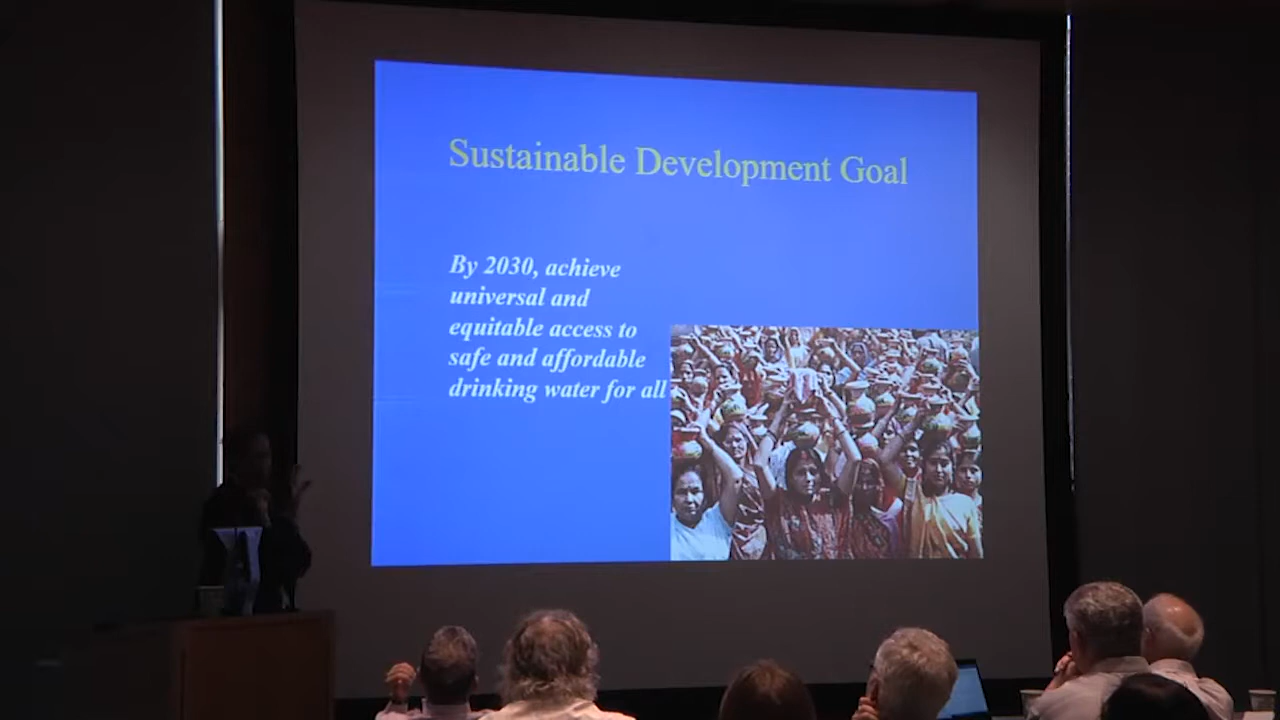 Sustainable Development Goal
By 2030, achieve
universal and
equitable access to
safe and affordable
drinking water for all